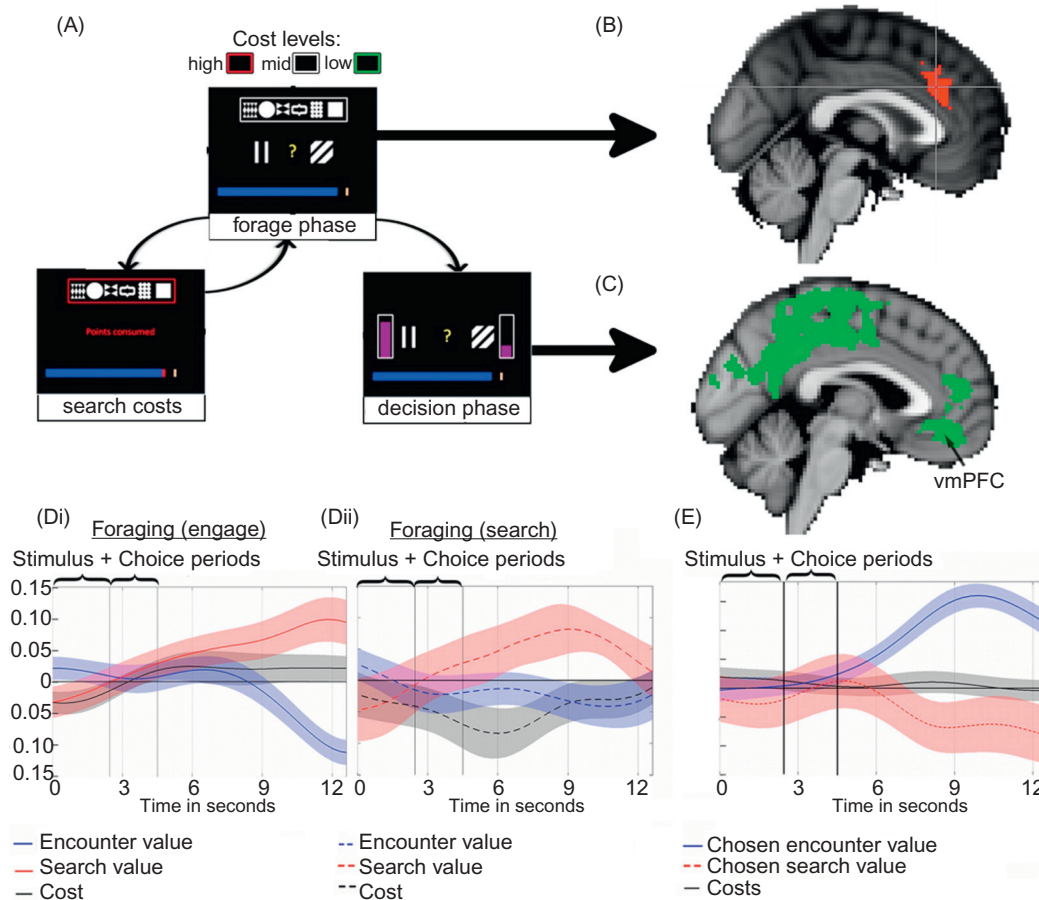 (A)
Cost levels:
high mid low
?
forage phase
Points consumed
search costs
?
decision phase
(B)
(C)
vmPFC
(Di)
Foraging (engage)
Stimulus + Choice periods
0.15
0.10
0.05
0
0.05
0.10
0.15
0 3 6 9 12
Time in seconds
Encounter value
Search value
Cost
(Dii)
Foraging (search)
Stimulus + Choice periods
0 3 6 9 12
Time in seconds
Encounter value
Search value
Cost
(E)
Stimulus + Choice periods
0 3 6 9 12
Time in seconds
Chosen encounter value
Chosen search value
Costs